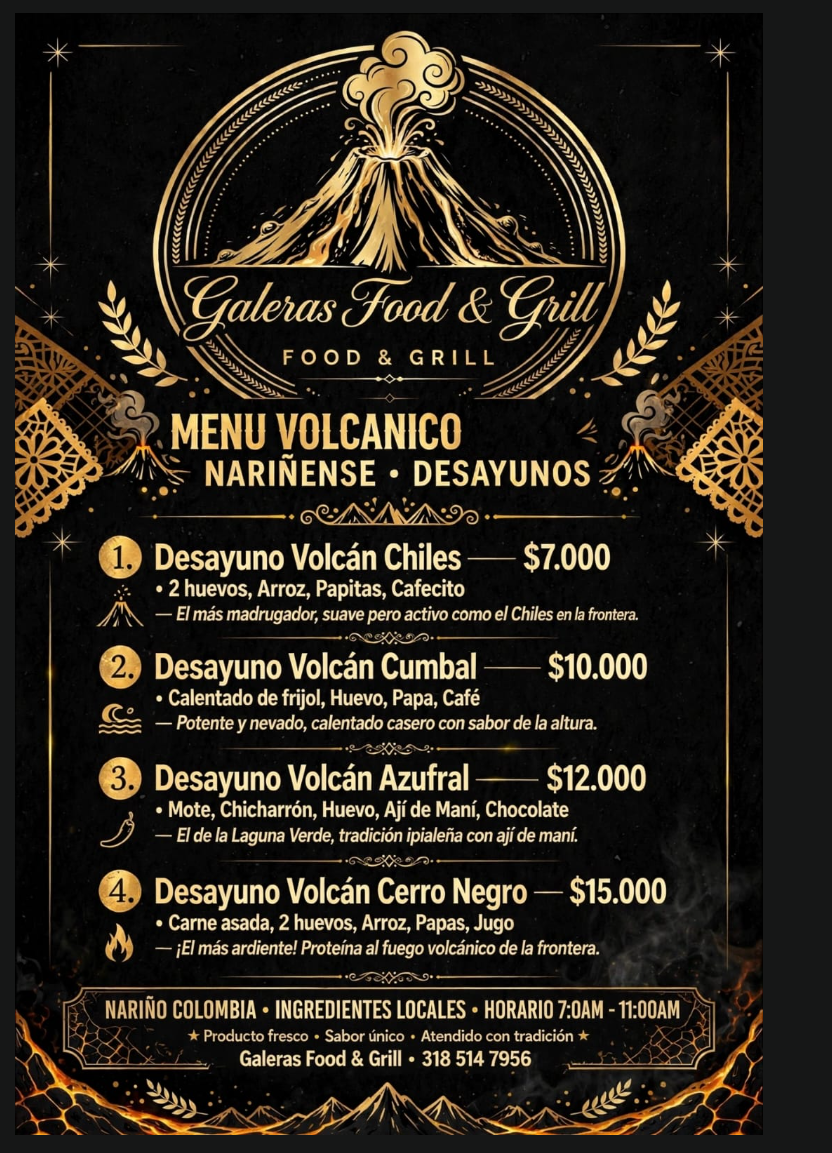 Galeras Food & Grill
FOOD & GRILL
MENU VOLCANICO
NARIÑENSE • DESAYUNOS
1. Desayuno Volcán Chiles — $7.000
• 2 huevos, Arroz, Papitas, Cafecito
— El más madrugador, suave pero activo como el Chiles en la frontera.
2. Desayuno Volcán Cumbal — $10.000
• Calentado de frijol, Huevo, Papa, Café
— Potente y nevado, calentado casero con sabor de la altura.
3. Desayuno Volcán Azufral — $12.000
• Mote, Chicharrón, Huevo, Ají de Maní, Chocolate
— El de la Laguna Verde, tradición ipialeña con ají de maní.
4. Desayuno Volcán Cerro Negro — $15.000
• Carne asada, 2 huevos, Arroz, Papas, Jugo
— ¡El más ardiente! Proteína al fuego volcánico de la frontera.
NARIÑO COLOMBIA • INGREDIENTES LOCALES • HORARIO 7:0AM - 11:00AM
★ Producto fresco • Sabor único • Atendido con tradición ★
Galeras Food & Grill • 318 514 7956